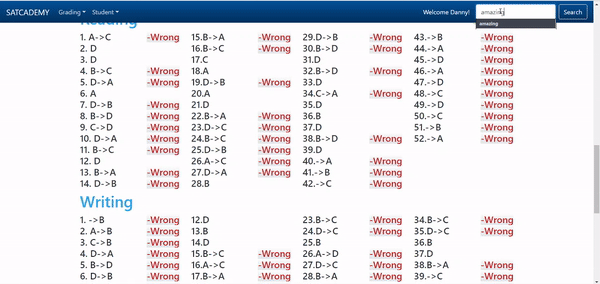 SATCADEMY Grading Student Welcome Danny! amazing Search
amazing
Reading
1. A->C -Wrong 15.B->C -Wrong 29.D->B -Wrong 43.->B -Wrong
2. D 16.B->C -Wrong 30.B->D -Wrong 44.->A -Wrong
3. D 17.C 31.D 45.->D -Wrong
4. B->C -Wrong 18.A 32.B->D -Wrong 46.->A -Wrong
5. D->A -Wrong 19.D->B -Wrong 33.D 47.->D -Wrong
6. A 20.A 34.C->A -Wrong 48.->C -Wrong
7. D->B -Wrong 21.D 35.D 49.->D -Wrong
8. B->D -Wrong 22.B->A -Wrong 36.B 50.->C -Wrong
9. C->D -Wrong 23.D->C -Wrong 37.D 51.->B -Wrong
10. D->A -Wrong 24.B->C -Wrong 38.B->D -Wrong 52.->A -Wrong
11. B->C -Wrong 25.D->B -Wrong 39.D
12. D 26.A->C -Wrong 40.->A -Wrong
13. B->A -Wrong 27.D->A -Wrong 41.->B -Wrong
14. D->B -Wrong 28.B 42.->C -Wrong
Writing
1. ->B -Wrong 12.D 23.B->C -Wrong 34.B->C -Wrong
2. A->B -Wrong 13.B 24.D->C -Wrong 35.D->C -Wrong
3. C->B -Wrong 14.D 25.B 36.B
4. D->A -Wrong 15.B->C -Wrong 26.A->D -Wrong 37.D
5. B->D -Wrong 16.A->C -Wrong 27.D->C -Wrong 38.B->A -Wrong
6. D->B -Wrong 17.B->A -Wrong 28.A->B -Wrong 39.->C -Wrong